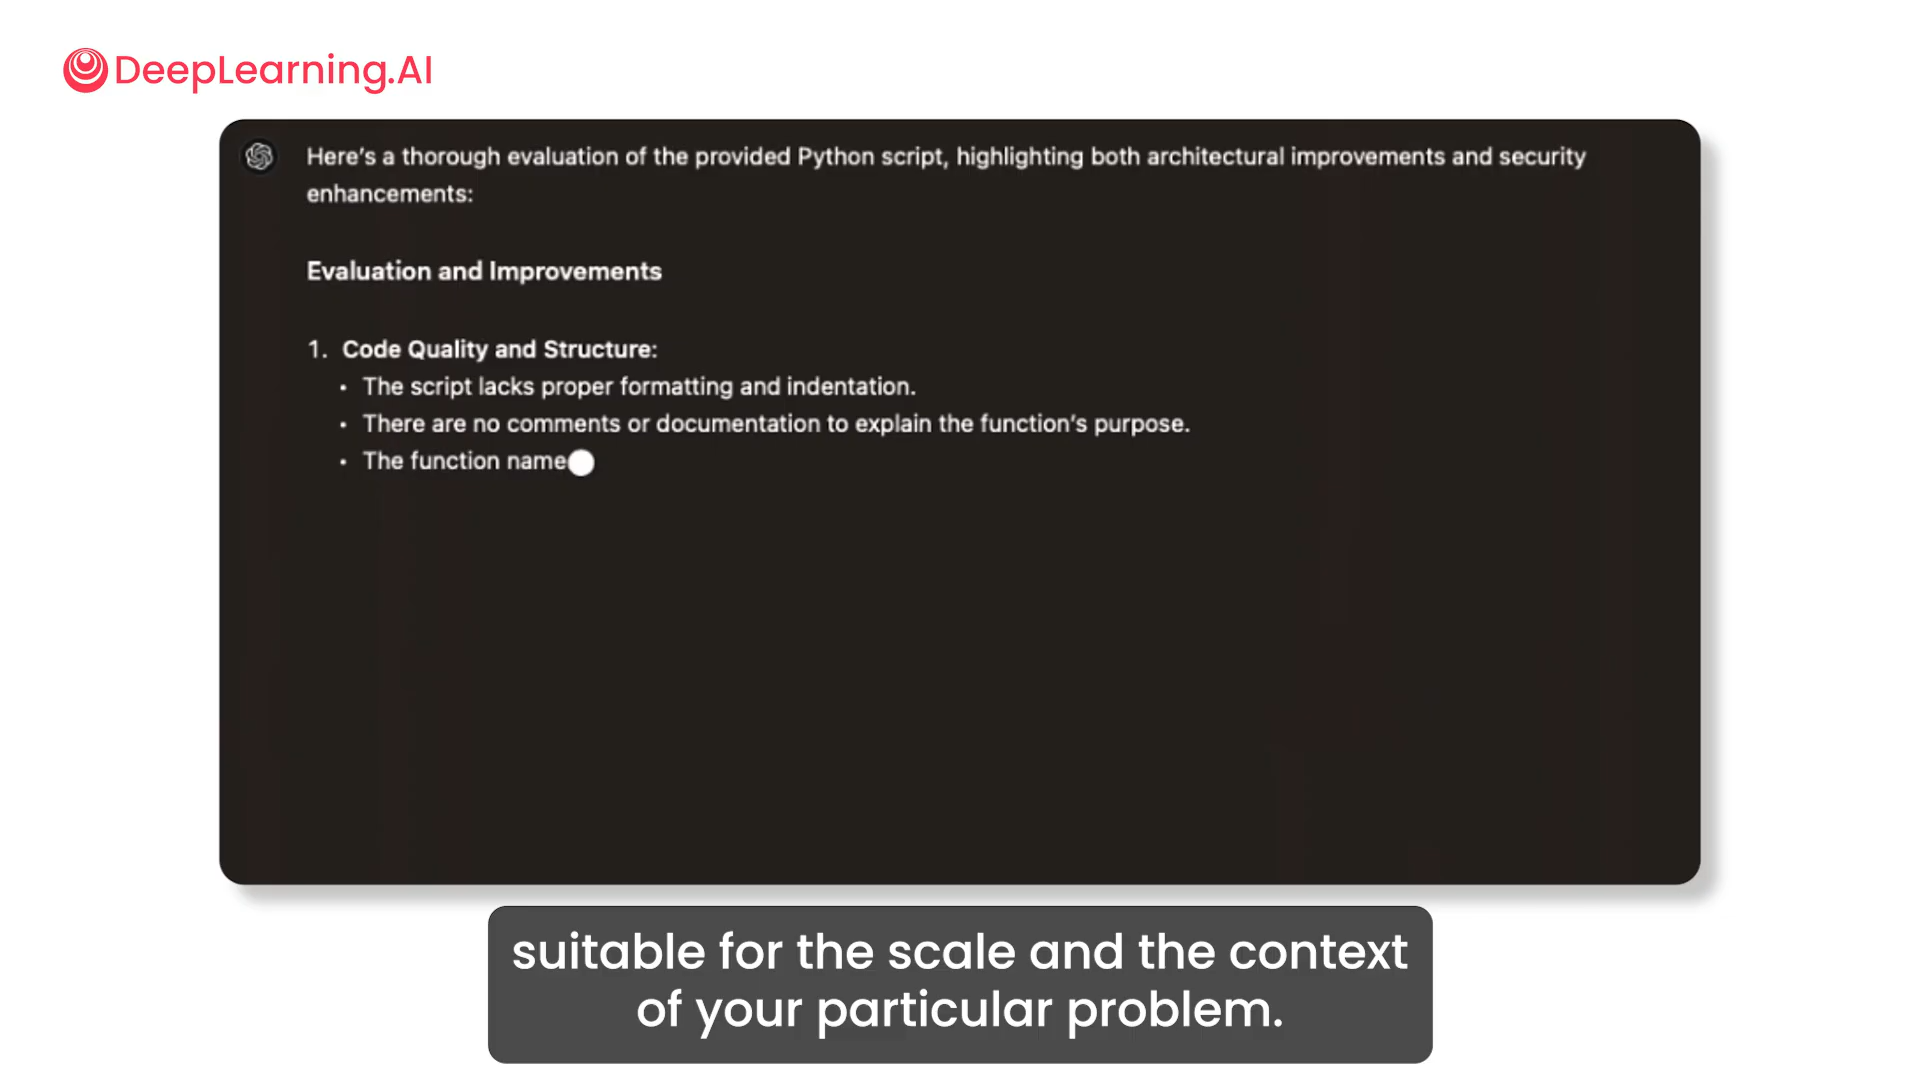 DeepLearning.AI
Here's a thorough evaluation of the provided Python script, highlighting both architectural improvements and security
enhancements:
Evaluation and Improvements
1. Code Quality and Structure:
• The script lacks proper formatting and indentation.
• There are no comments or documentation to explain the function's purpose.
• The function name
suitable for the scale and the context
of your particular problem.